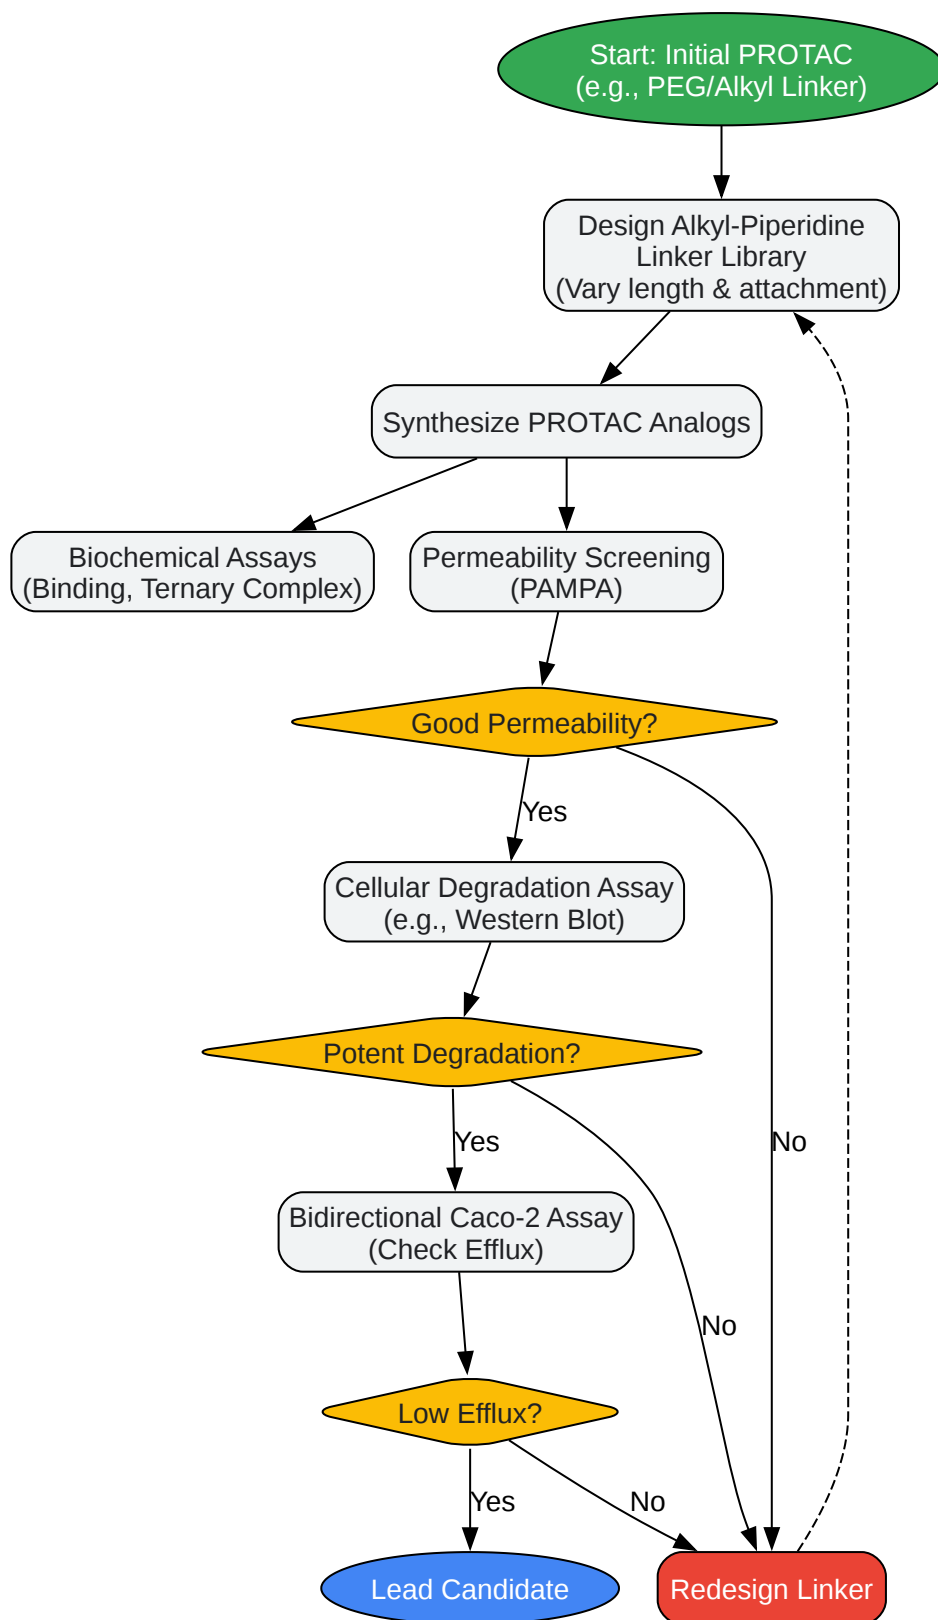 Start: Initial PROTAC
(e.g., PEG/Alkyl Linker)
Design Alkyl-Piperidine
Linker Library
(Vary length & attachment)
Synthesize PROTAC Analogs
Biochemical Assays
(Binding, Ternary Complex)
Permeability Screening
(PAMPA)
Good Permeability?
Yes
Cellular Degradation Assay
(e.g., Western Blot)
Potent Degradation?
Yes
No
Bidirectional Caco-2 Assay
(Check Efflux)
No
Low Efflux?
Yes
No
Lead Candidate
Redesign Linker